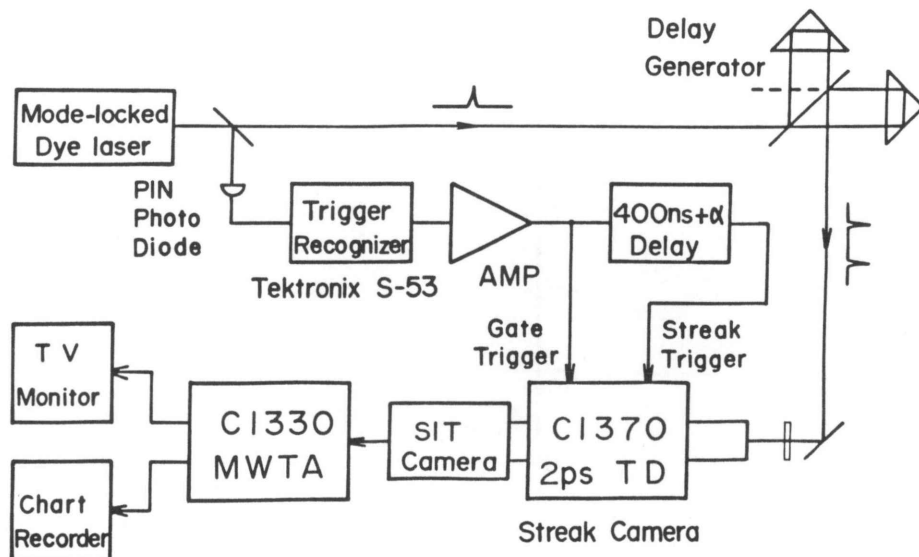 Delay
Generator
Mode-locked
Dye laser
PIN
Photo
Diode
Trigger
Recognizer
Tektronix S-53
AMP
400ns+α
Delay
Gate
Trigger
Streak
Trigger
TV
Monitor
C1330
MWTA
SIT
Camera
C1370
2ps TD
Chart
Recorder
Streak Camera